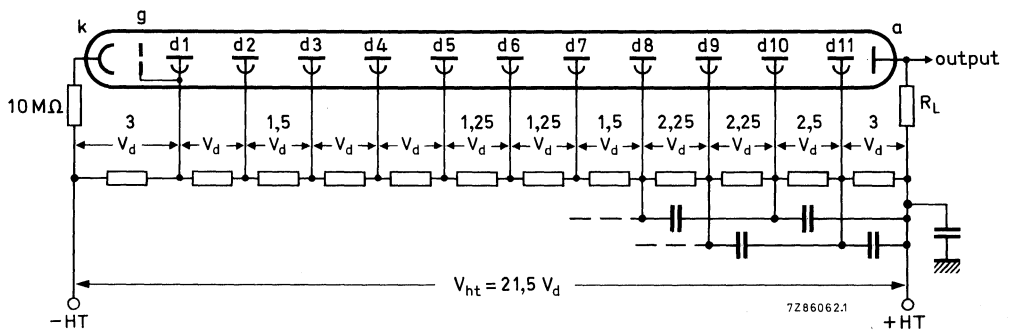 k g a
d1 d2 d3 d4 d5 d6 d7 d8 d9 d10 d11
output
10 MΩ
R_L
3 1,5 1,25 1,25 1,5 2,25 2,25 2,5 3
V_d V_d V_d V_d V_d V_d V_d V_d V_d V_d V_d V_d
V_ht = 21,5 V_d
7Z86062.1
−HT +HT